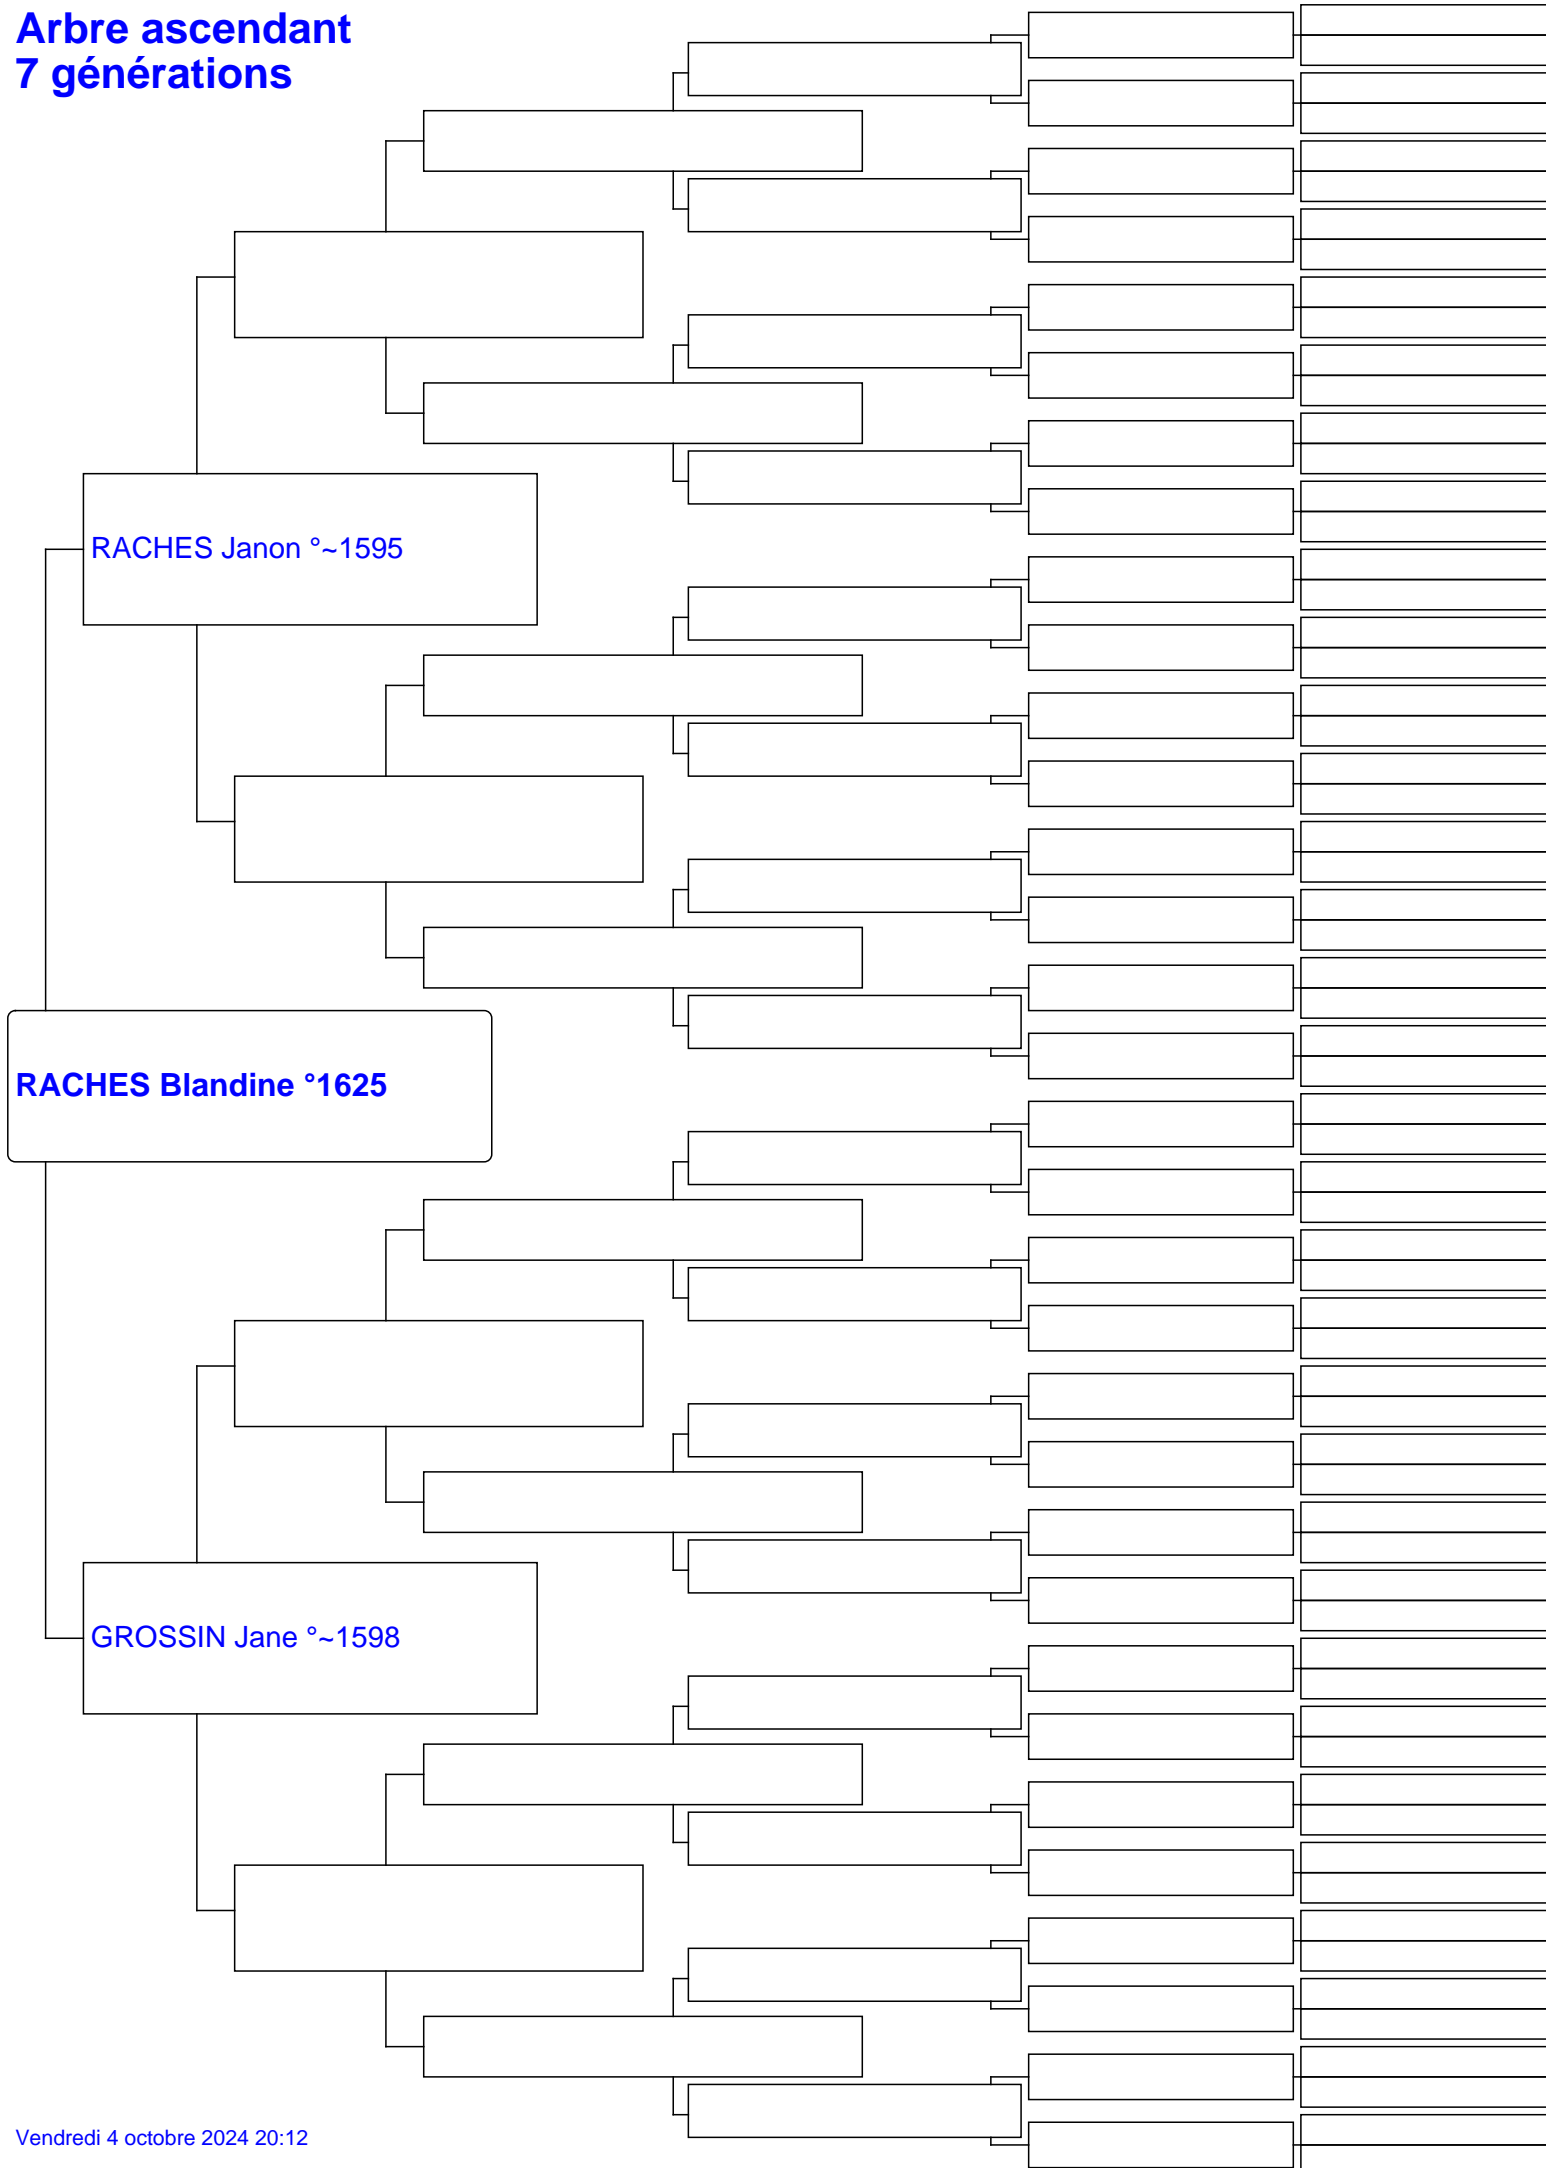 Arbre ascendant
7 générations
RACHES Janon °~1595
RACHES Blandine °1625
GROSSIN Jane °~1598
Vendredi 4 octobre 2024 20:12